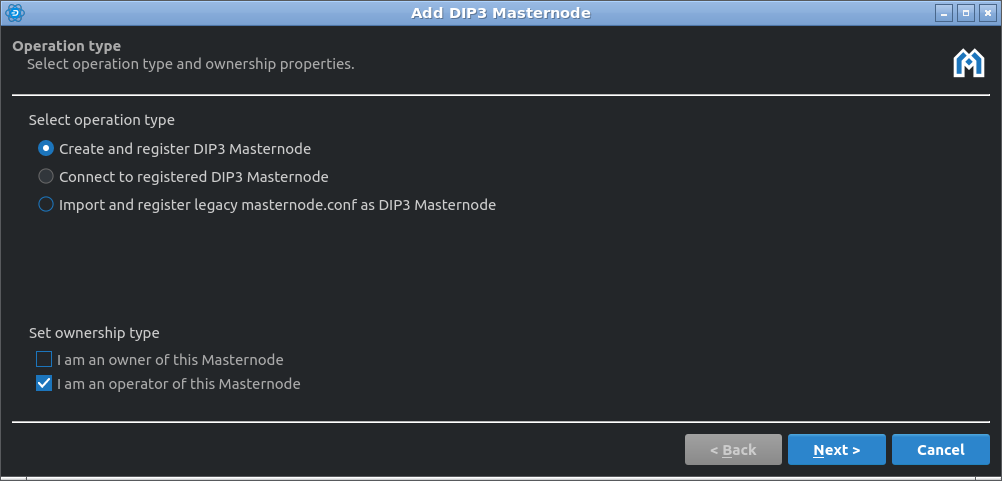 Add DIP3 Masternode
Operation type
Select operation type and ownership properties.
Select operation type
Create and register DIP3 Masternode
Connect to registered DIP3 Masternode
Import and register legacy masternode.conf as DIP3 Masternode
Set ownership type
I am an owner of this Masternode
I am an operator of this Masternode
< Back
Next >
Cancel